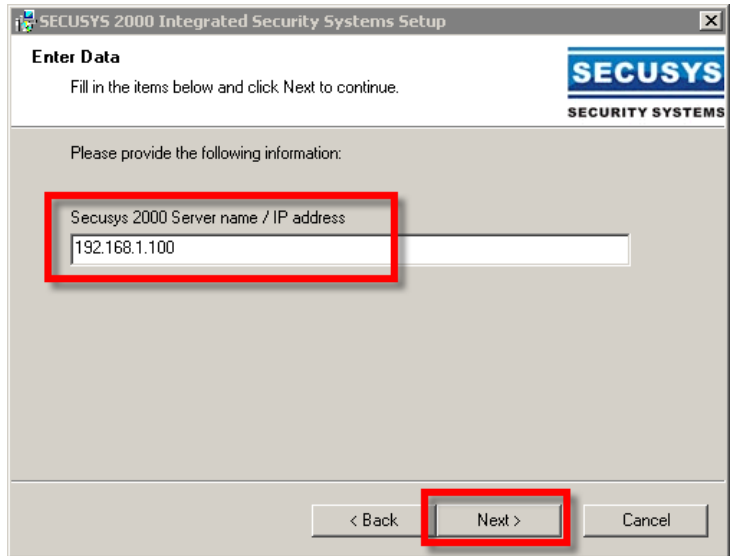 SECUSYS 2000 Integrated Security Systems Setup
Enter Data
Fill in the items below and click Next to continue.
SECUSYS
SECURITY SYSTEMS
Please provide the following information:
Secusys 2000 Server name / IP address
192.168.1.100
< Back Next > Cancel